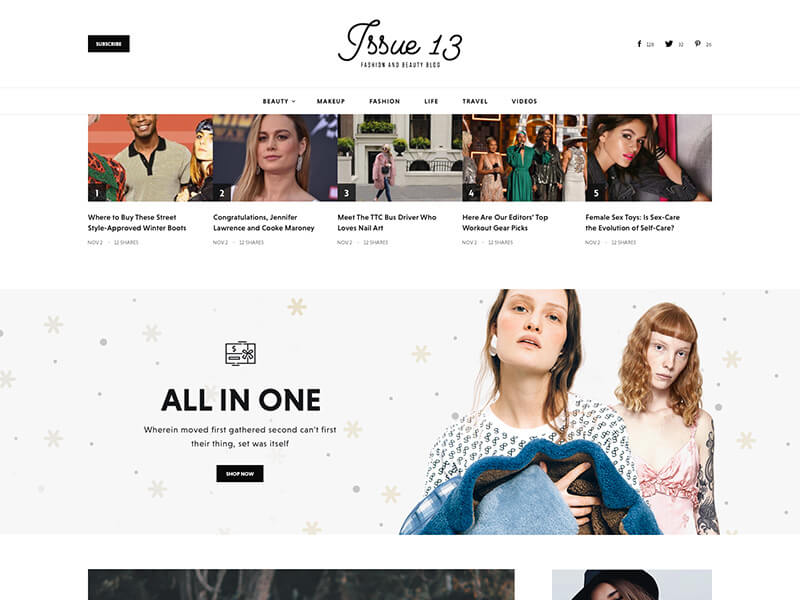 SUBSCRIBE
Issue 13
FASHION AND BEAUTY BLOG
128 32 26
BEAUTY MAKEUP FASHION LIFE TRAVEL VIDEOS
1 2 3 4 5
Where to Buy These Street
Style-Approved Winter Boots
NOV 2 • 12 SHARES
Congratulations, Jennifer
Lawrence and Cooke Maroney
NOV 2 • 12 SHARES
Meet The TTC Bus Driver Who
Loves Nail Art
NOV 2 • 12 SHARES
Here Are Our Editors' Top
Workout Gear Picks
NOV 2 • 12 SHARES
Female Sex Toys: Is Sex-Care
the Evolution of Self-Care?
NOV 2 • 12 SHARES
$
ALL IN ONE
Wherein moved first gathered second can't first
their thing, set was itself
SHOP NOW